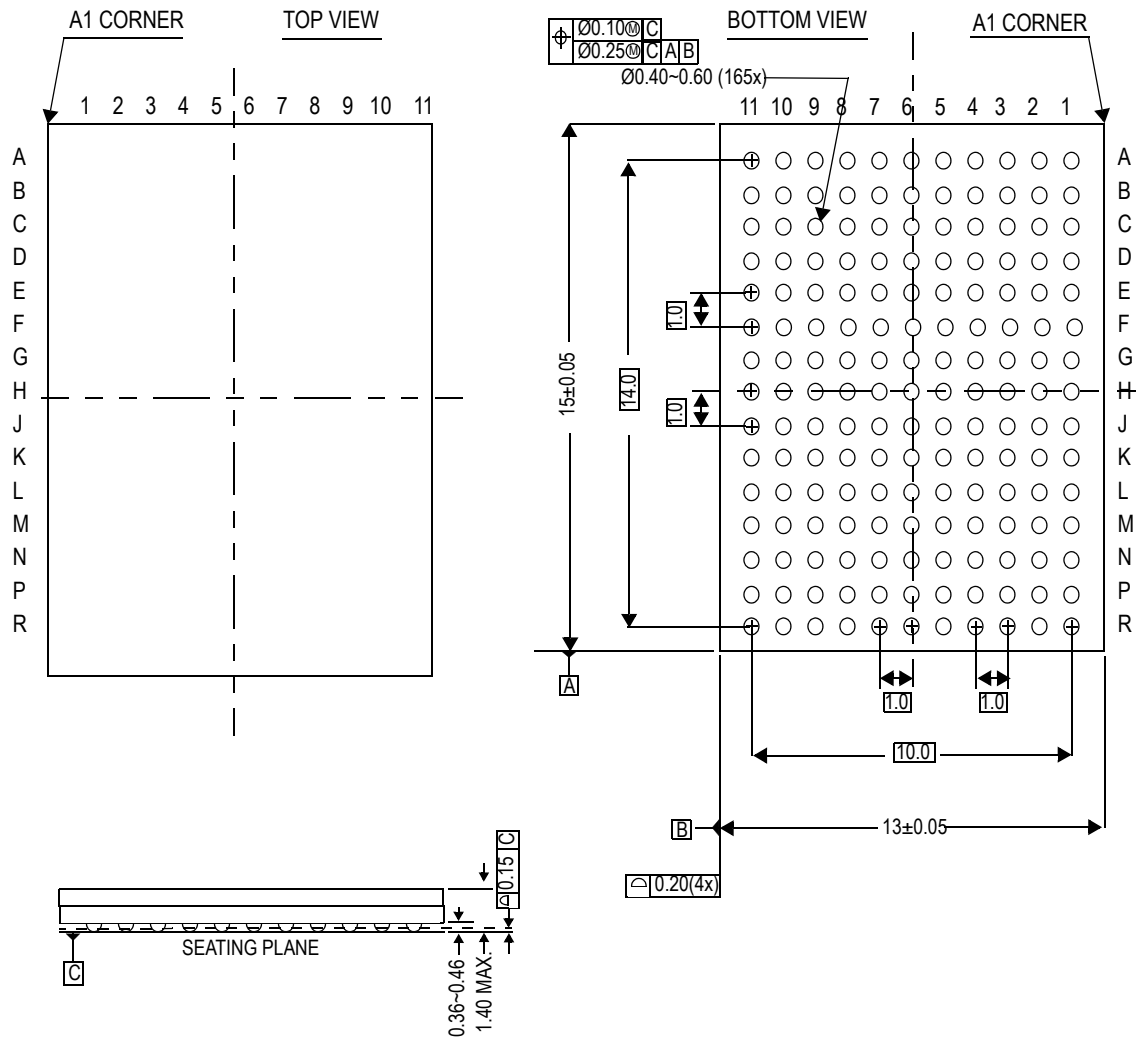 A1 CORNER
TOP VIEW
1 2 3 4 5 6 7 8 9 10 11
A
B
C
D
E
F
G
H
J
K
L
M
N
P
R
Ø0.10Ⓜ C
Ø0.25Ⓜ C A B
Ø0.40~0.60 (165x)
BOTTOM VIEW
A1 CORNER
11 10 9 8 7 6 5 4 3 2 1
A
B
C
D
E
F
G
H
J
K
L
M
N
P
R
15±0.05
14.0
1.0
1.0
A
1.0
1.0
10.0
B
13±0.05
0.20(4x)
0.15 C
SEATING PLANE
C
0.36~0.46
1.40 MAX.